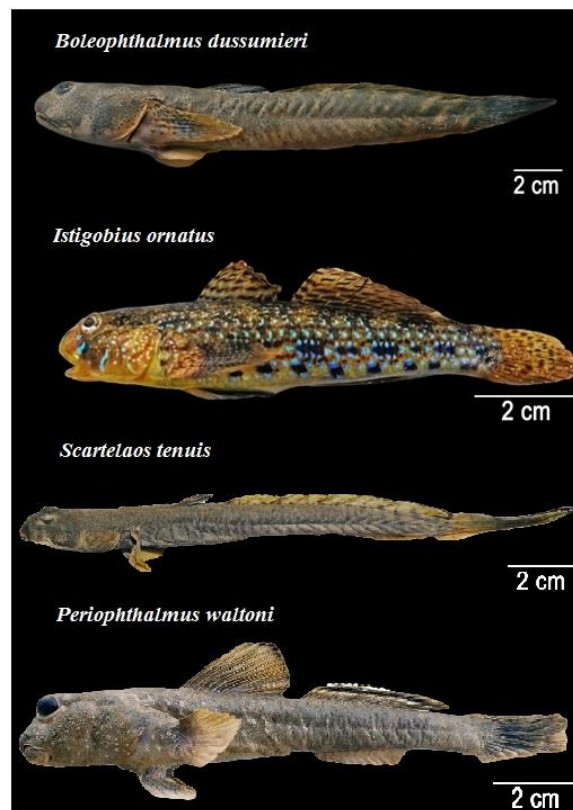 Boleophthalmus dussumieri
2 cm
Istigobius ornatus
2 cm
Scartelaos tenuis
2 cm
Periophthalmus waltoni
2 cm